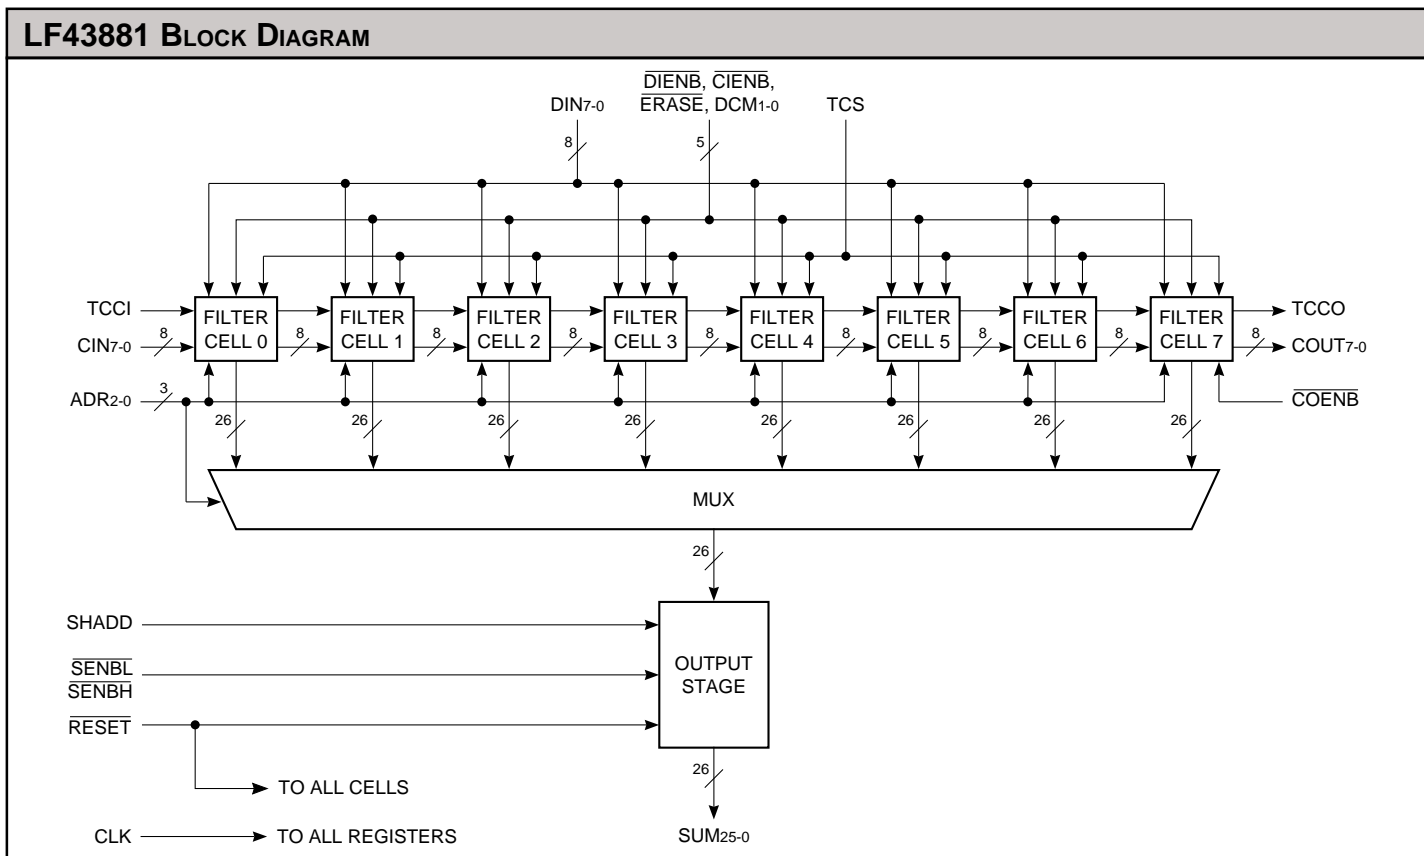 LF43881 BLOCK DIAGRAM
DIENB, CIENB,
DIN7-0 ERASE, DCM1-0 TCS
8 5
TCCI FILTER CELL 0 FILTER CELL 1 FILTER CELL 2 FILTER CELL 3 FILTER CELL 4 FILTER CELL 5 FILTER CELL 6 FILTER CELL 7 TCCO
CIN7-0 8 8 8 8 8 8 8 8 8 COUT7-0
ADR2-0 3 COENB
26 26 26 26 26 26 26 26
MUX
26
SHADD
SENBL
SENBH
OUTPUT
STAGE
RESET
26
TO ALL CELLS
CLK TO ALL REGISTERS
SUM25-0